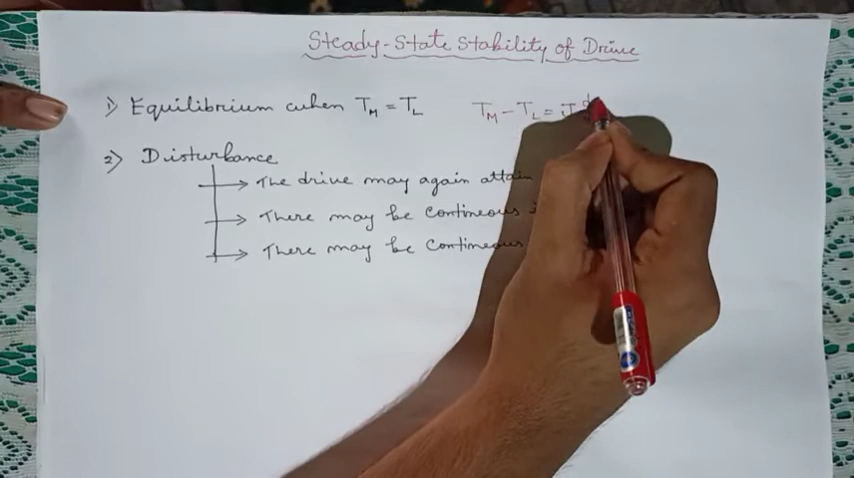 Steady-State Stability of Drive
1) Equilibrium when T_M = T_L T_M - T_L = J d
2) Disturbance
→ The drive may again attain
→ There may be contineous
→ There may be contineous